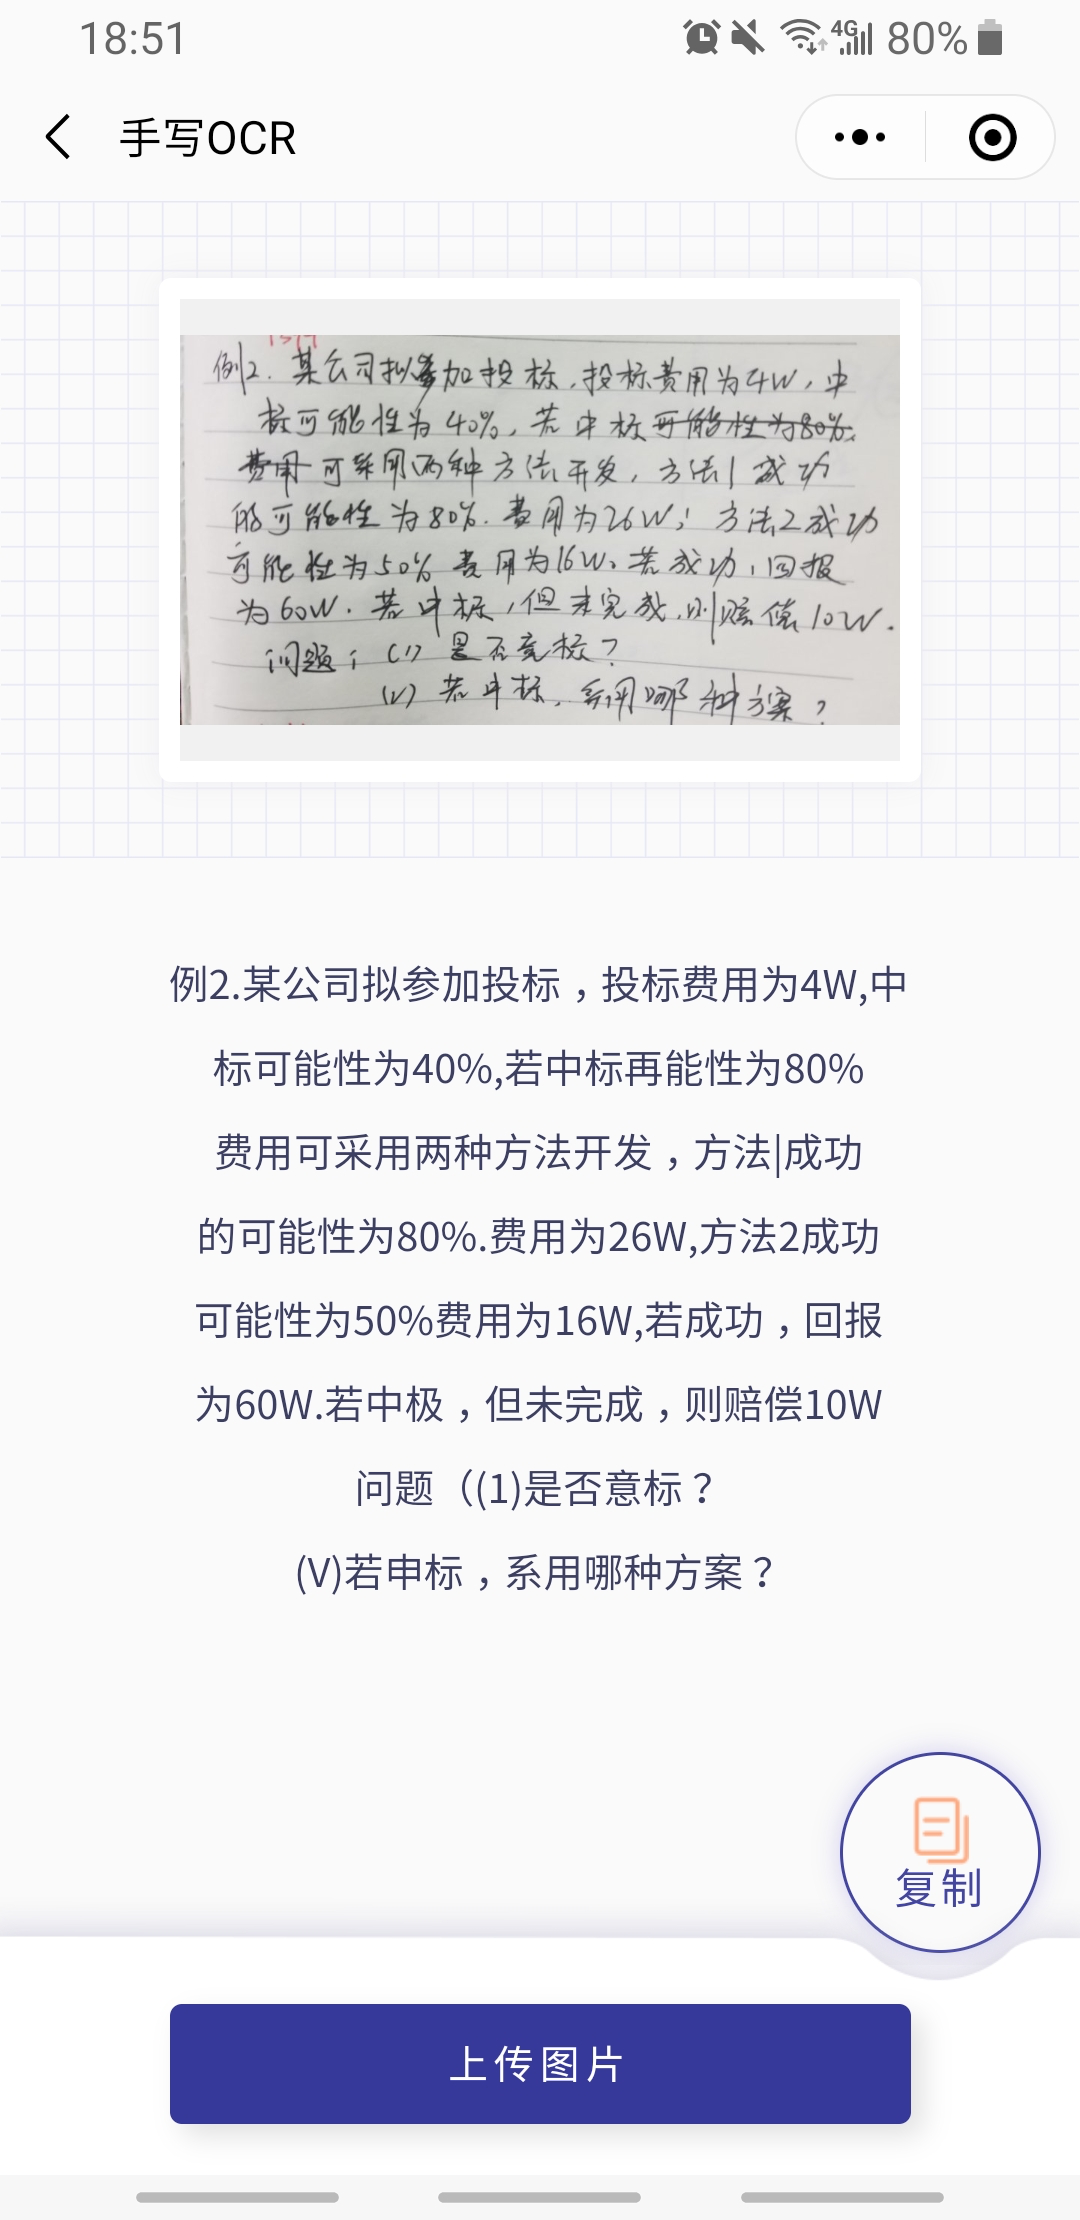 18:51
4G
80%
手写OCR
例2.某公司拟参加投标,投标费用为4W,中
标可能性为40%,若中标可能性为80%,
费用可采用两种方法开发,方法1成功
的可能性为80%.费用为26W;方法2成功
可能性为50%费用为16W。若成功,回报
为60W.若中标,但未完成,则赔偿10W.
问题;(1)是否竞标?
(2)若中标,采用哪种方案?
例2.某公司拟参加投标,投标费用为4W,中
标可能性为40%,若中标再能性为80%
费用可采用两种方法开发,方法|成功
的可能性为80%.费用为26W,方法2成功
可能性为50%费用为16W,若成功,回报
为60W.若中极,但未完成,则赔偿10W
问题((1)是否意标?
(V)若申标,系用哪种方案?
复制
上传图片